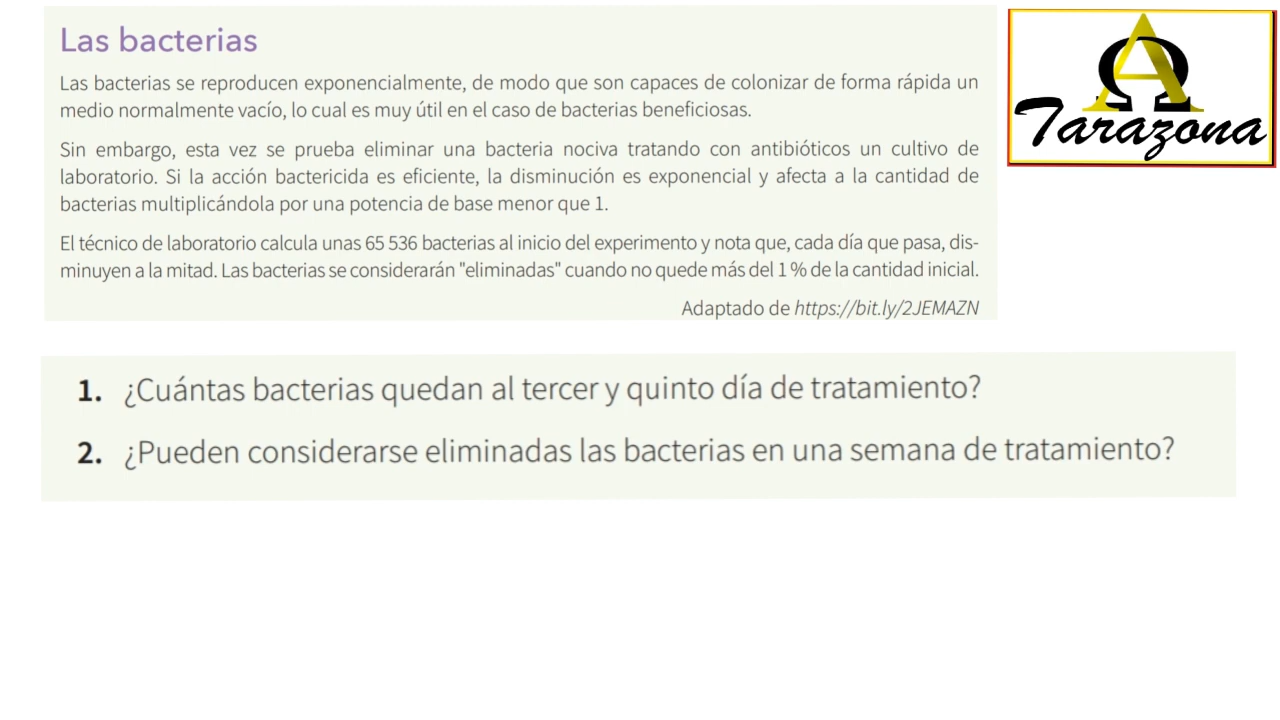 Las bacterias
Las bacterias se reproducen exponencialmente, de modo que son capaces de colonizar de forma rápida un
medio normalmente vacío, lo cual es muy útil en el caso de bacterias beneficiosas.
Sin embargo, esta vez se prueba eliminar una bacteria nociva tratando con antibióticos un cultivo de
laboratorio. Si la acción bactericida es eficiente, la disminución es exponencial y afecta a la cantidad de
bacterias multiplicándola por una potencia de base menor que 1.
El técnico de laboratorio calcula unas 65 536 bacterias al inicio del experimento y nota que, cada día que pasa, dis-
minuyen a la mitad. Las bacterias se considerarán "eliminadas" cuando no quede más del 1 % de la cantidad inicial.
Adaptado de https://bit.ly/2JEMAZN
AΩ
Tarazona
1. ¿Cuántas bacterias quedan al tercer y quinto día de tratamiento?
2. ¿Pueden considerarse eliminadas las bacterias en una semana de tratamiento?